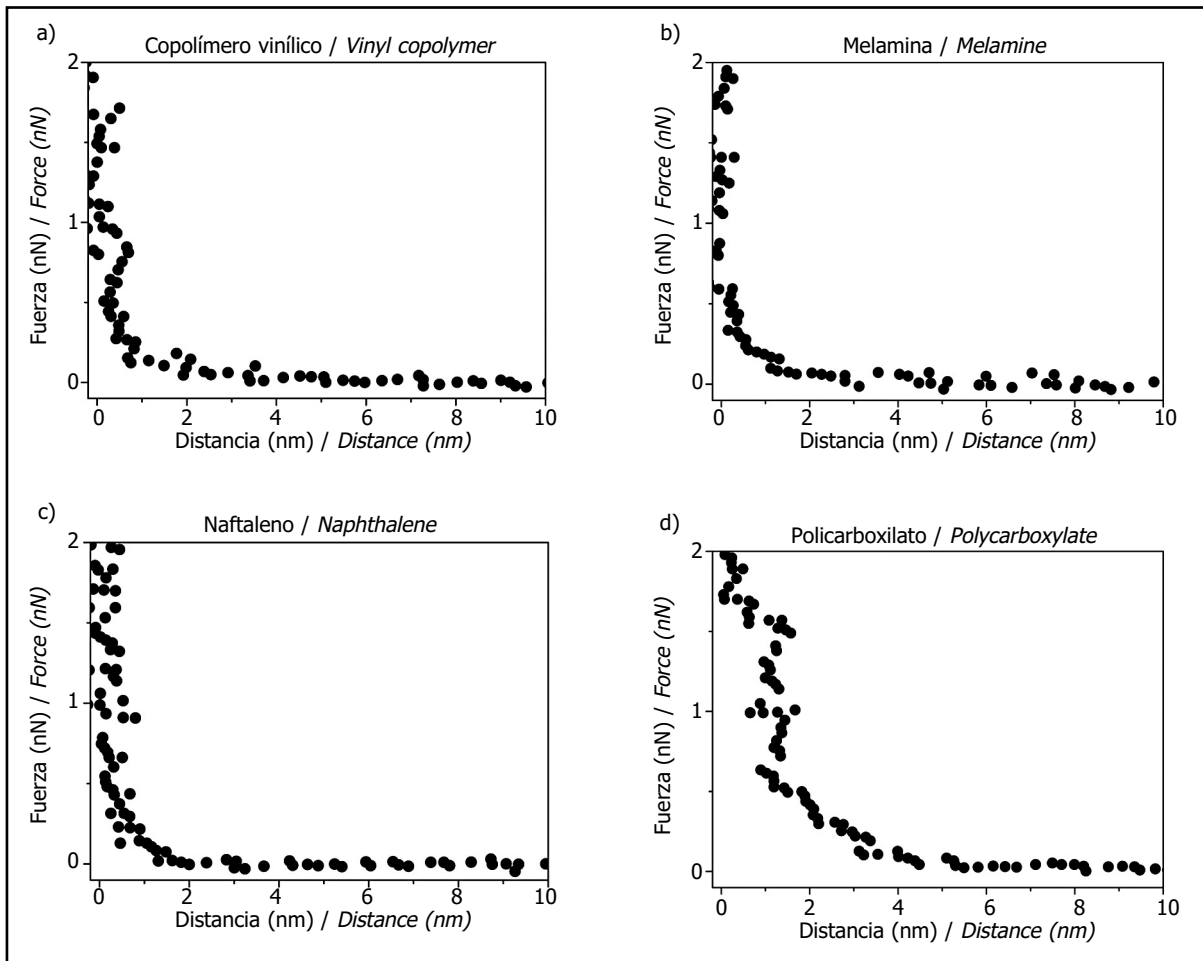 a)
Copolímero vinílico / Vinyl copolymer
2
1
0
Fuerza (nN) / Force (nN)
0 2 4 6 8 10
Distancia (nm) / Distance (nm)
b)
Melamina / Melamine
2
1
0
Fuerza (nN) / Force (nN)
0 2 4 6 8 10
Distancia (nm) / Distance (nm)
c)
Naftaleno / Naphthalene
2
1
0
Fuerza (nN) / Force (nN)
0 2 4 6 8 10
Distancia (nm) / Distance (nm)
d)
Policarboxilato / Polycarboxylate
2
1
0
Fuerza (nN) / Force (nN)
0 2 4 6 8 10
Distancia (nm) / Distance (nm)